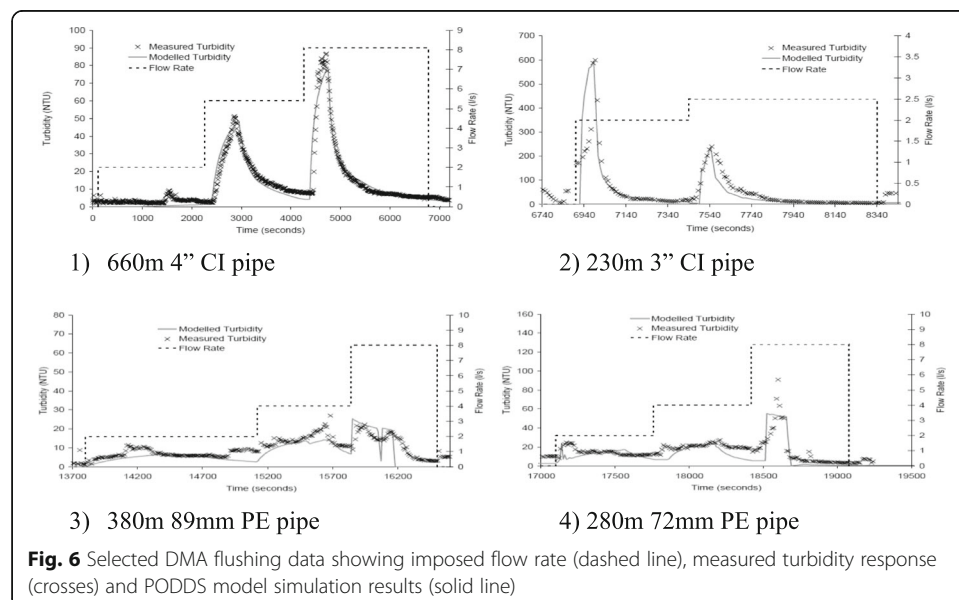 100
90
80
70
60
50
40
30
20
10
0
Turbidity (NTU)
× Measured Turbidity
Modelled Turbidity
Flow Rate
9
8
7
6
5
4
3
2
1
0
Flow Rate (l/s)
0 1000 2000 3000 4000 5000 6000 7000
Time (seconds)
1) 660m 4” CI pipe
700
600
500
400
300
200
100
0
Turbidity (NTU)
× Measured Turbidity
Modelled Turbidity
Flow Rate
4
3.5
3
2.5
2
1.5
1
0.5
0
Flow Rate (l/s)
6740 6940 7140 7340 7540 7740 7940 8140 8340
Time (seconds)
2) 230m 3” CI pipe
80
70
60
50
40
30
20
10
0
Turbidity (NTU)
Modelled Turbidity
× Measured Turbidity
Flow Rate
10
9
8
7
6
5
4
3
2
1
0
Flow Rate (l/s)
13700 14200 14700 15200 15700 16200
Time (seconds)
3) 380m 89mm PE pipe
160
140
120
100
80
60
40
20
0
Turbidity (NTU)
Modelled Turbidity
× Measured Turbidity
Flow Rate
10
9
8
7
6
5
4
3
2
1
0
Flow Rate (l/s)
17000 17500 18000 18500 19000 19500
Time (seconds)
4) 280m 72mm PE pipe
Fig. 6 Selected DMA flushing data showing imposed flow rate (dashed line), measured turbidity response
(crosses) and PODDS model simulation results (solid line)